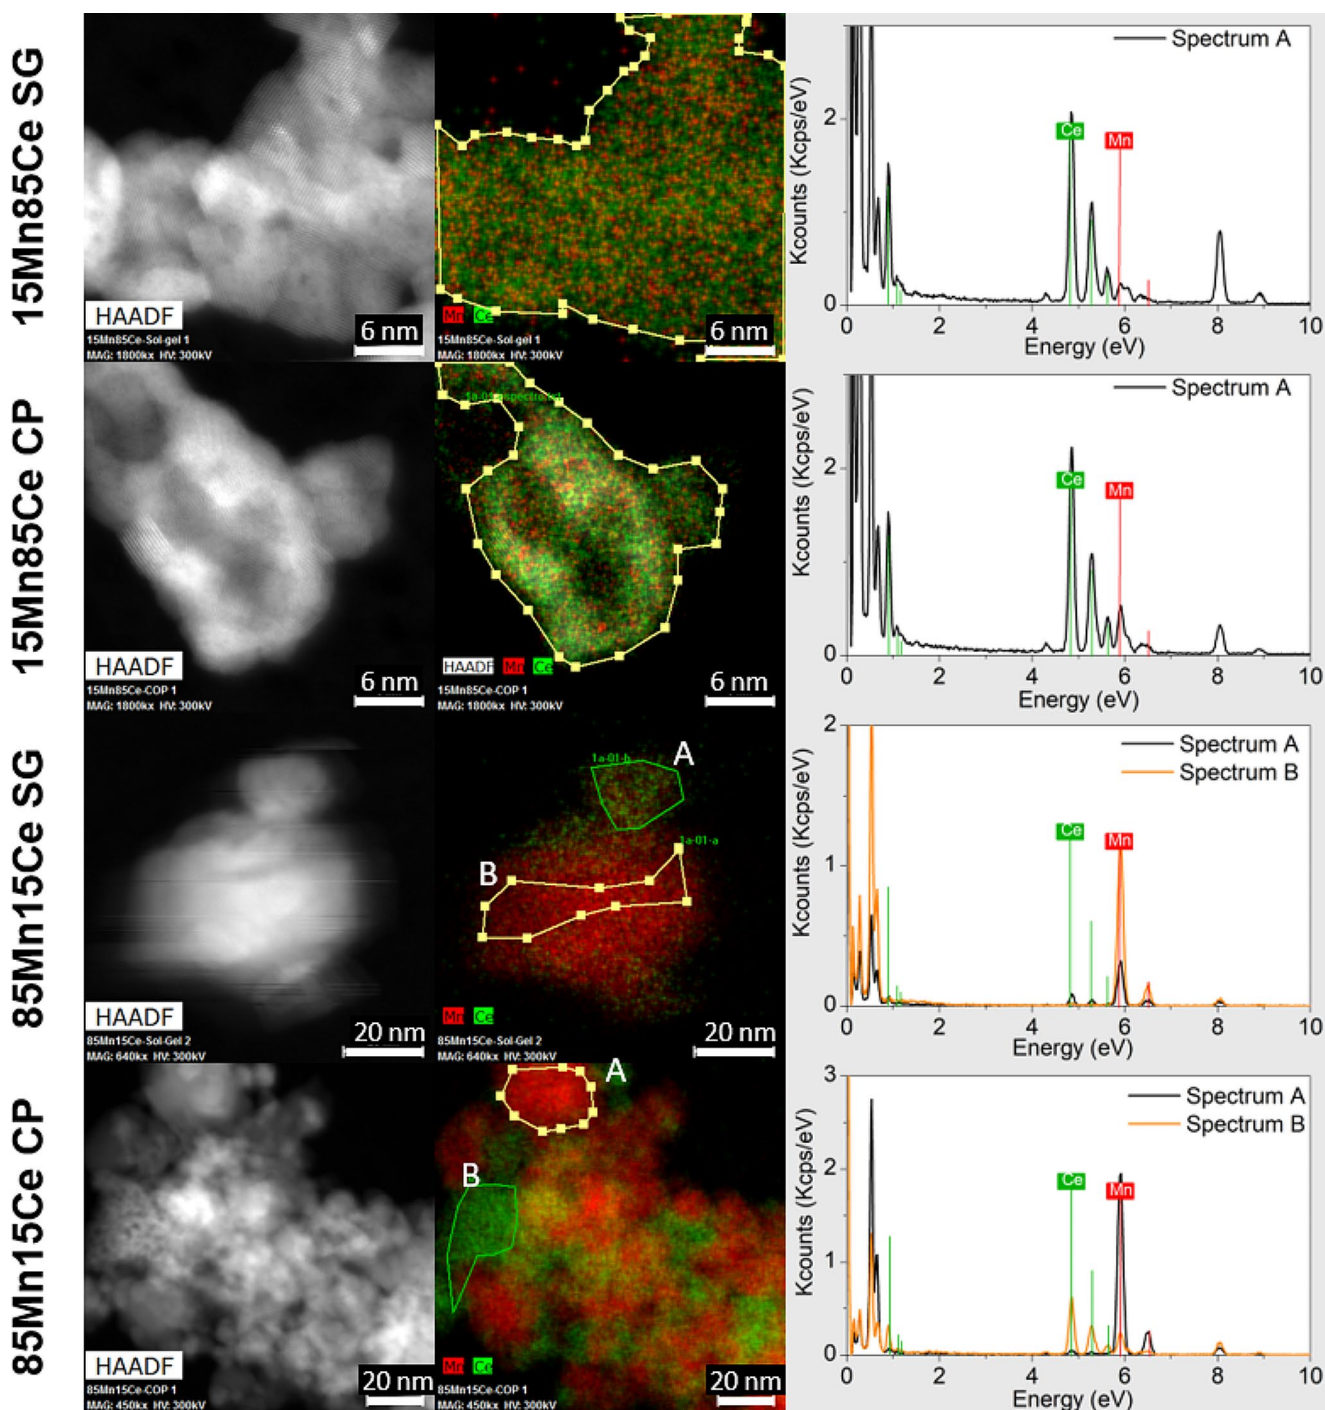 15Mn85Ce SG
HAADF
6 nm
15Mn85Ce-Sol-gel 1
MAG: 1800kx HV: 300kV
Mn Ce
6 nm
15Mn85Ce-Sol-gel 1
MAG: 1800kx HV: 300kV
Spectrum A
Ce
Mn
Kcounts (Kcps/eV)
2
0
0 2 4 6 8 10
Energy (eV)
15Mn85Ce CP
HAADF
6 nm
15Mn85Ce-COP 1
MAG: 1800kx HV: 300kV
HAADF Mn Ce
6 nm
15Mn85Ce-COP 1
MAG: 1800kx HV: 300kV
Spectrum A
Ce
Mn
Kcounts (Kcps/eV)
2
0
0 2 4 6 8 10
Energy (eV)
85Mn15Ce SG
HAADF
20 nm
85Mn15Ce-Sol-Gel 2
MAG: 640kx HV: 300kV
1a-01-b
A
1a-01-a
B
Mn Ce
20 nm
85Mn15Ce-Sol-Gel 2
MAG: 640kx HV: 300kV
Spectrum A
Spectrum B
Ce
Mn
Kcounts (Kcps/eV)
2
1
0
0 2 4 6 8 10
Energy (eV)
85Mn15Ce CP
HAADF
20 nm
85Mn15Ce-COP 1
MAG: 450kx HV: 300kV
A
B
Mn Ce
20 nm
85Mn15Ce-COP 1
MAG: 450kx HV: 300kV
Spectrum A
Spectrum B
Ce
Mn
Kcounts (Kcps/eV)
3
2
1
0
0 2 4 6 8 10
Energy (eV)